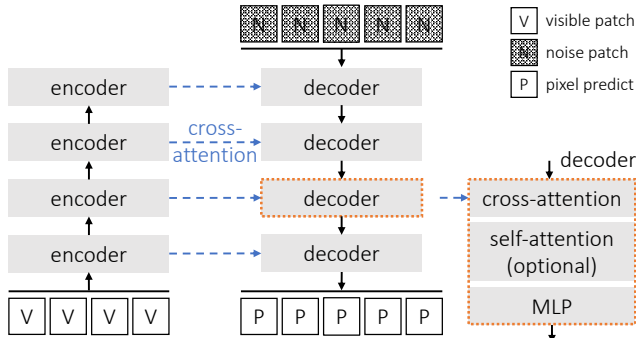 N N N N N
V visible patch
N noise patch
P pixel predict
encoder
encoder
encoder
encoder
cross-
attention
decoder
decoder
decoder
decoder
V V V V
P P P P P
decoder
cross-attention
self-attention
(optional)
MLP